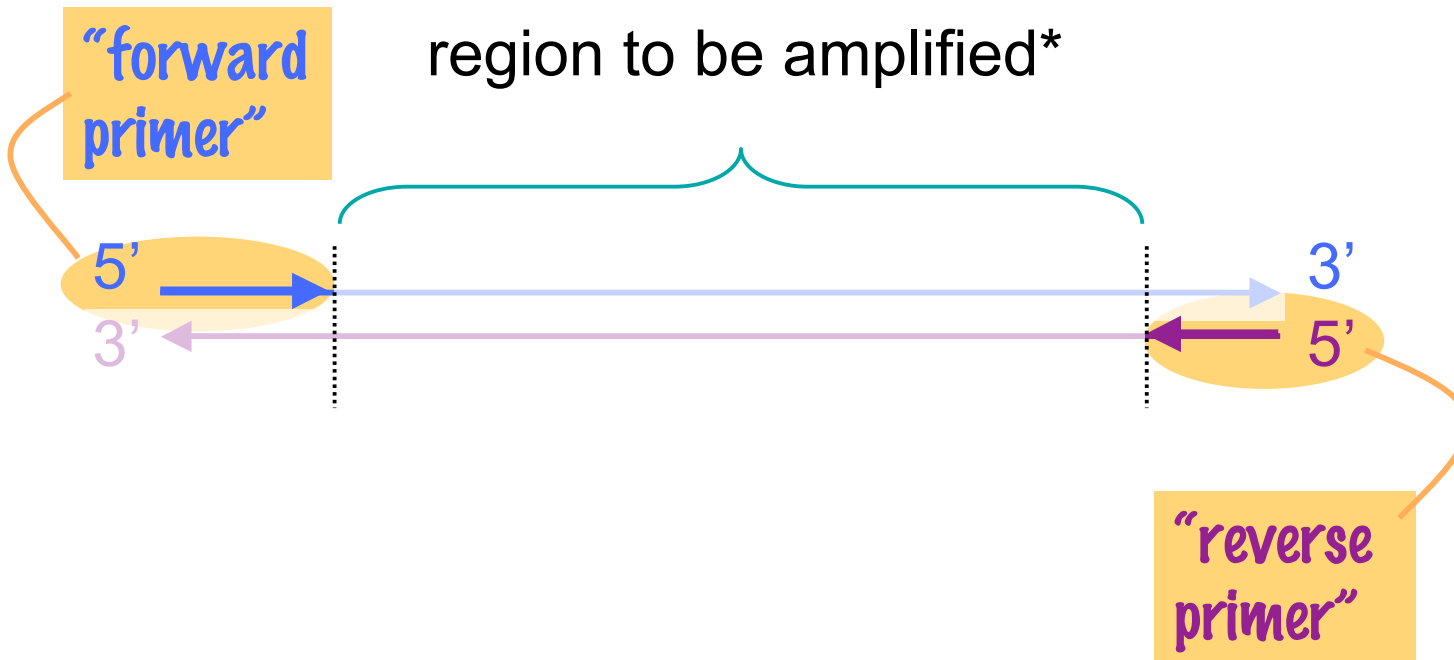 “forward
primer”
region to be amplified*
5’
3’
3’
5’
“reverse
primer”